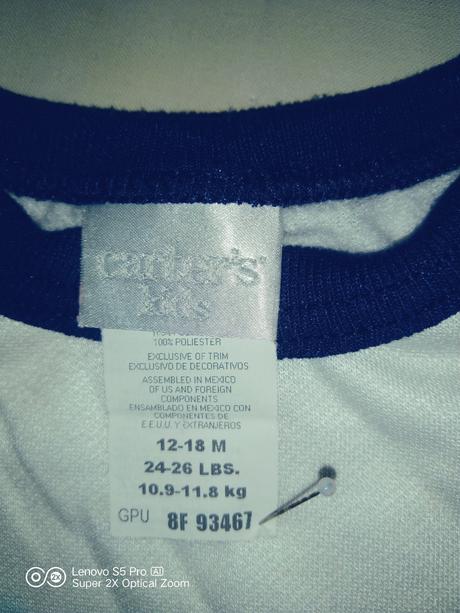 carter's
kids
100% POLIESTER
EXCLUSIVE OF TRIM
EXCLUSIVO DE DECORATIVOS
ASSEMBLED IN MEXICO
OF US AND FOREIGN
COMPONENTS
ENSAMBLADO EN MEXICO CON
COMPONENTES DE
E.E.U.U. Y EXTRANJEROS
12-18 M
24-26 LBS.
10.9-11.8 kg
GPU 8F 93467
Lenovo S5 Pro AI
2X Super 2X Optical Zoom